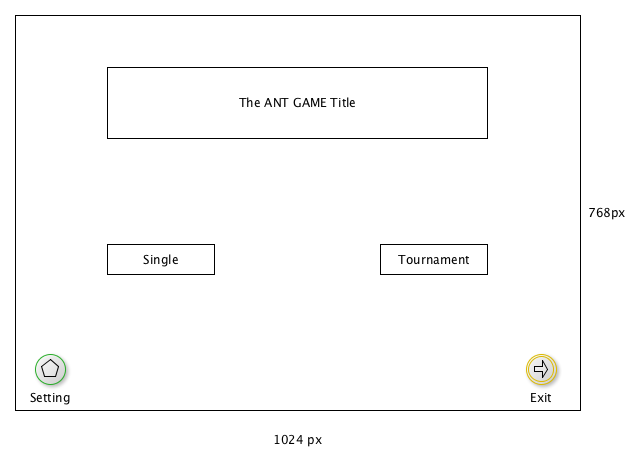 The ANT GAME Title
768px
Single
Tournament
Setting
Exit
1024 px